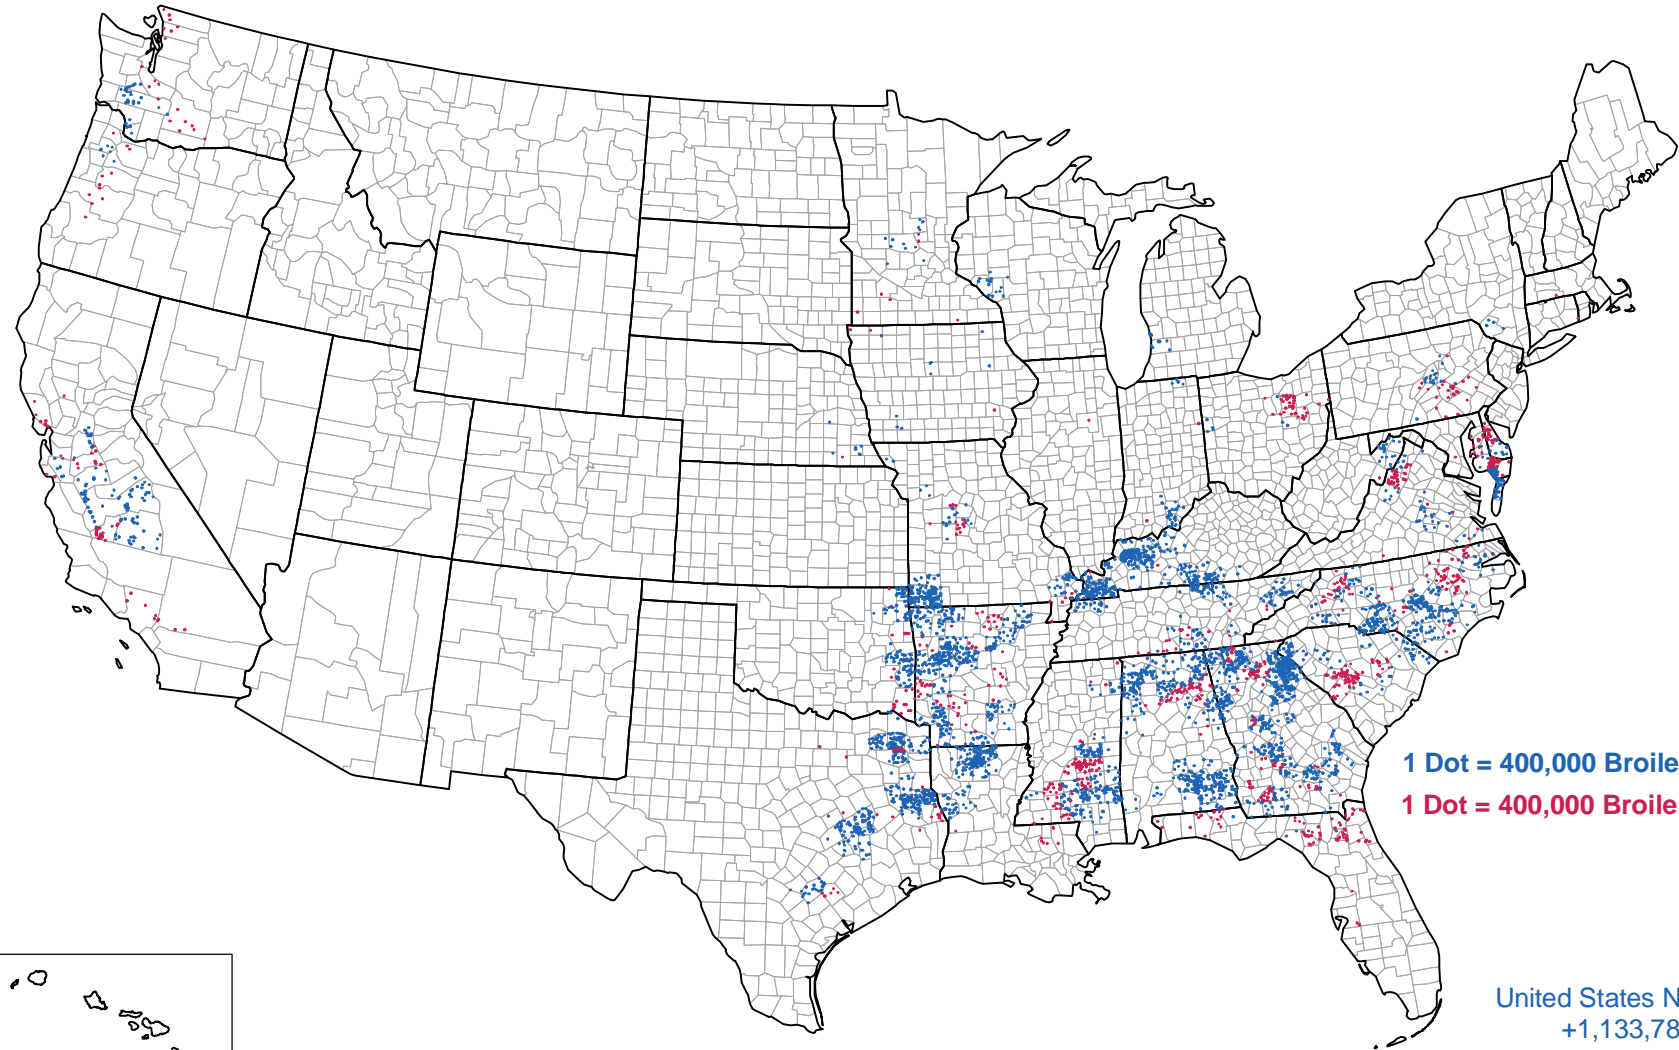 1 Dot = 400,000 Broile
1 Dot = 400,000 Broile
United States N
+1,133,78